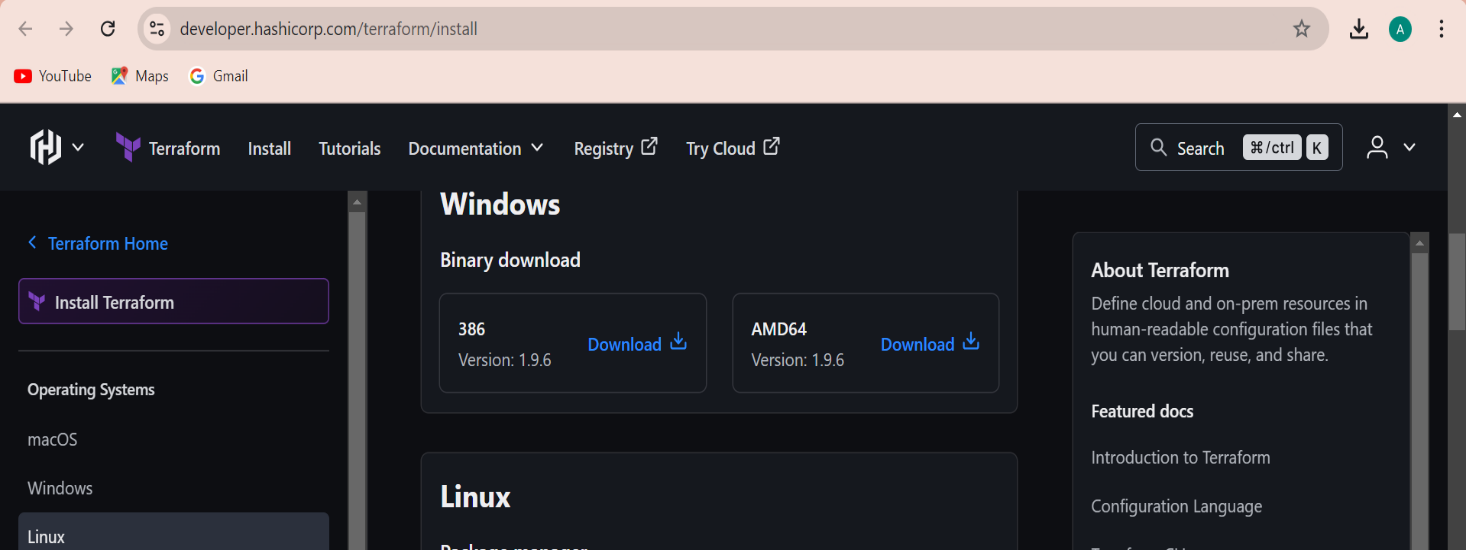 developer.hashicorp.com/terraform/install
A
YouTube
Maps
Gmail
Terraform
Install
Tutorials
Documentation
Registry
Try Cloud
Search
⌘/ctrl
K
Terraform Home
Install Terraform
Operating Systems
macOS
Windows
Linux
Windows
Binary download
386
Version: 1.9.6
Download
AMD64
Version: 1.9.6
Download
Linux
Package manager
About Terraform
Define cloud and on-prem resources in
human-readable configuration files that
you can version, reuse, and share.
Featured docs
Introduction to Terraform
Configuration Language